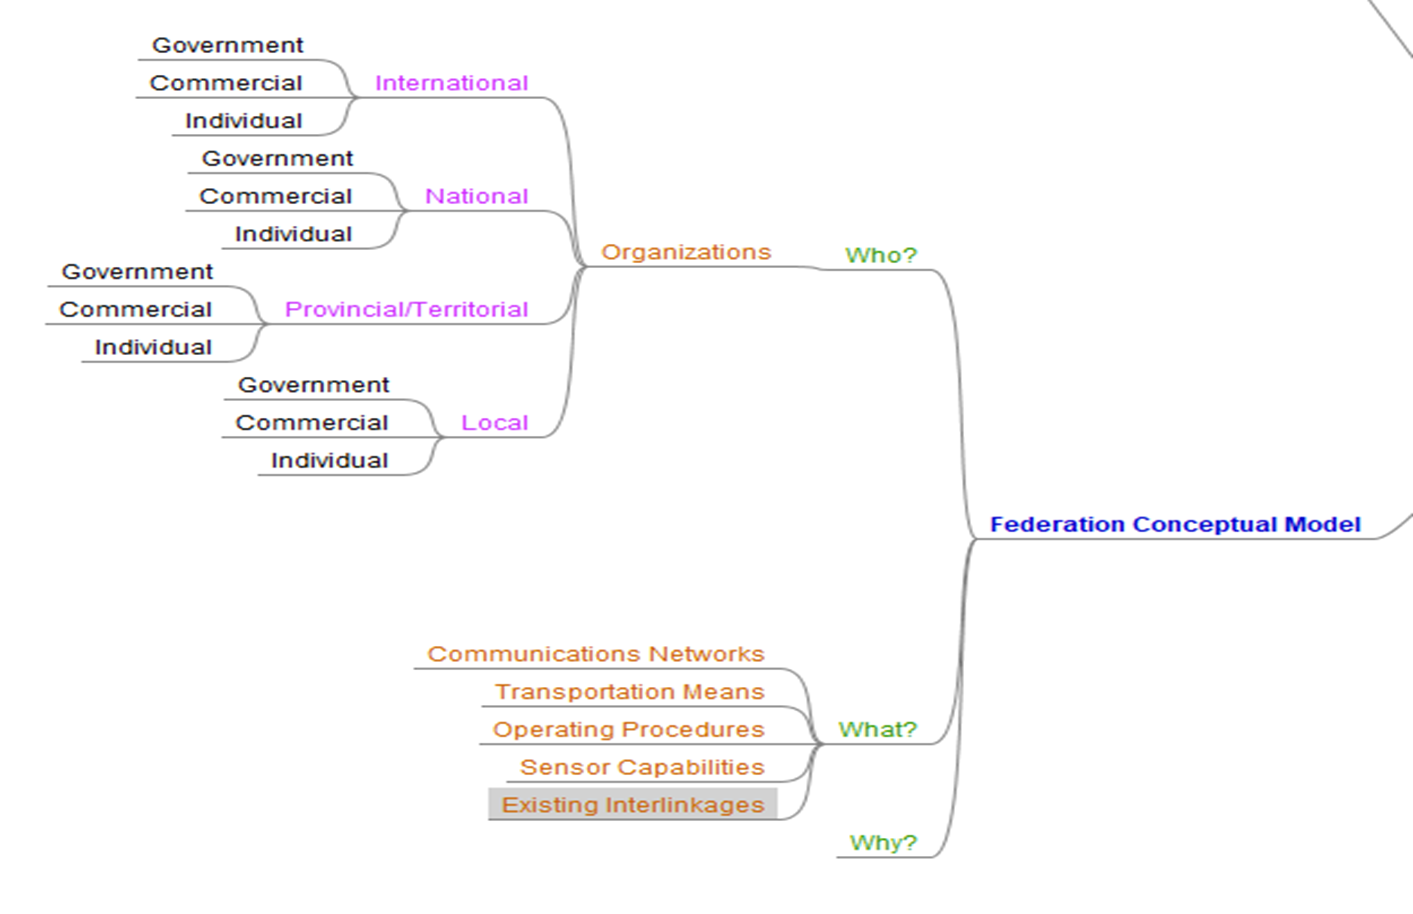 Government
Commercial
International
Individual
Government
Commercial
National
Individual
Organizations
Who?
Government
Commercial
Provincial/Territorial
Individual
Government
Commercial
Local
Individual
Federation Conceptual Model
Communications Networks
Transportation Means
Operating Procedures
What?
Sensor Capabilities
Existing Interlinkages
Why?